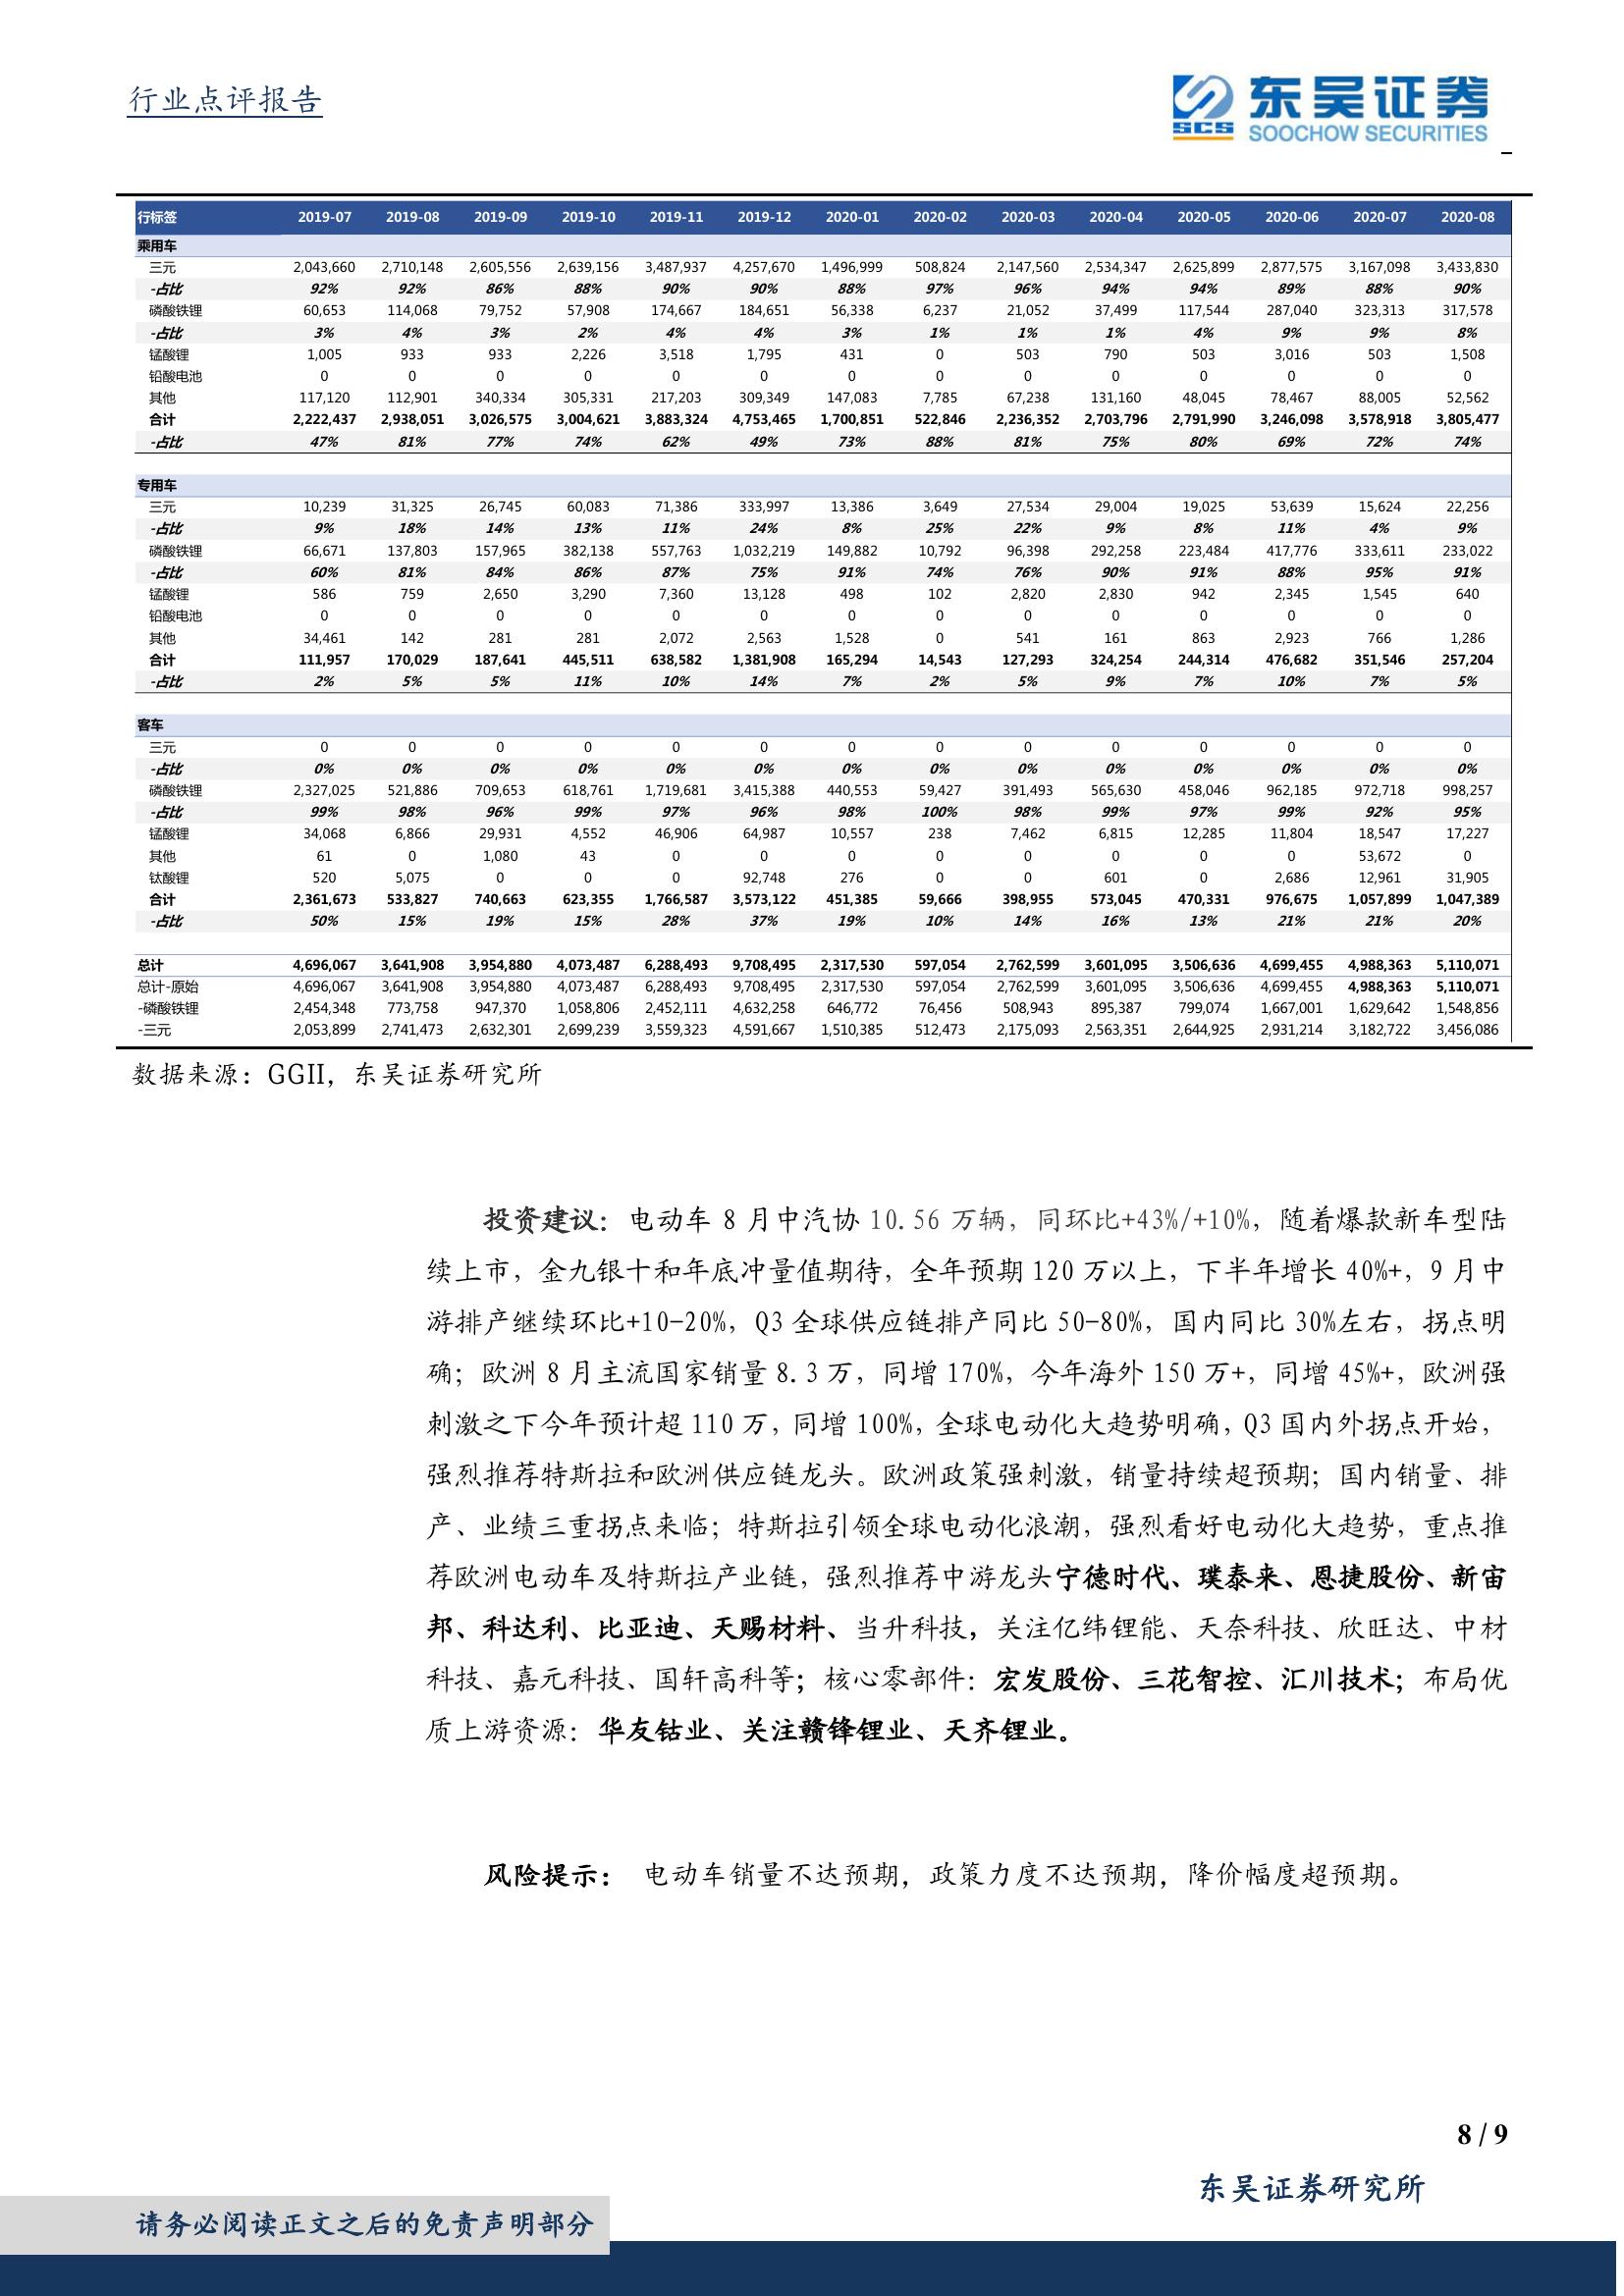 行业点评报告
SCS 东吴证券
SOOCHOW SECURITIES
行标签 2019-07 2019-08 2019-09 2019-10 2019-11 2019-12 2020-01 2020-02 2020-03 2020-04 2020-05 2020-06 2020-07 2020-08
乘用车
三元 2,043,660 2,710,148 2,605,556 2,639,156 3,487,937 4,257,670 1,496,999 508,824 2,147,560 2,534,347 2,625,899 2,877,575 3,167,098 3,433,830
-占比 92% 92% 86% 88% 90% 90% 88% 97% 96% 94% 94% 89% 88% 90%
磷酸铁锂 60,653 114,068 79,752 57,908 174,667 184,651 56,338 6,237 21,052 37,499 117,544 287,040 323,313 317,578
-占比 3% 4% 3% 2% 4% 4% 3% 1% 1% 1% 4% 9% 9% 8%
锰酸锂 1,005 933 933 2,226 3,518 1,795 431 0 503 790 503 3,016 503 1,508
铅酸电池 0 0 0 0 0 0 0 0 0 0 0 0 0 0
其他 117,120 112,901 340,334 305,331 217,203 309,349 147,083 7,785 67,238 131,160 48,045 78,467 88,005 52,562
合计 2,222,437 2,938,051 3,026,575 3,004,621 3,883,324 4,753,465 1,700,851 522,846 2,236,352 2,703,796 2,791,990 3,246,098 3,578,918 3,805,477
-占比 47% 81% 77% 74% 62% 49% 73% 88% 81% 75% 80% 69% 72% 74%
专用车
三元 10,239 31,325 26,745 60,083 71,386 333,997 13,386 3,649 27,534 29,004 19,025 53,639 15,624 22,256
-占比 9% 18% 14% 13% 11% 24% 8% 25% 22% 9% 8% 11% 4% 9%
磷酸铁锂 66,671 137,803 157,965 382,138 557,763 1,032,219 149,882 10,792 96,398 292,258 223,484 417,776 333,611 233,022
-占比 60% 81% 84% 86% 87% 75% 91% 74% 76% 90% 91% 88% 95% 91%
锰酸锂 586 759 2,650 3,290 7,360 13,128 498 102 2,820 2,830 942 2,345 1,545 640
铅酸电池 0 0 0 0 0 0 0 0 0 0 0 0 0 0
其他 34,461 142 281 281 2,072 2,563 1,528 0 541 161 863 2,923 766 1,286
合计 111,957 170,029 187,641 445,511 638,582 1,381,908 165,294 14,543 127,293 324,254 244,314 476,682 351,546 257,204
-占比 2% 5% 5% 11% 10% 14% 7% 2% 5% 9% 7% 10% 7% 5%
客车
三元 0 0 0 0 0 0 0 0 0 0 0 0 0 0
-占比 0% 0% 0% 0% 0% 0% 0% 0% 0% 0% 0% 0% 0% 0%
磷酸铁锂 2,327,025 521,886 709,653 618,761 1,719,681 3,415,388 440,553 59,427 391,493 565,630 458,046 962,185 972,718 998,257
-占比 99% 98% 96% 99% 97% 96% 98% 100% 98% 99% 97% 99% 92% 95%
锰酸锂 34,068 6,866 29,931 4,552 46,906 64,987 10,557 238 7,462 6,815 12,285 11,804 18,547 17,227
其他 61 0 1,080 43 0 0 0 0 0 0 0 0 53,672 0
钛酸锂 520 5,075 0 0 0 92,748 276 0 0 601 0 2,686 12,961 31,905
合计 2,361,673 533,827 740,663 623,355 1,766,587 3,573,122 451,385 59,666 398,955 573,045 470,331 976,675 1,057,899 1,047,389
-占比 50% 15% 19% 15% 28% 37% 19% 10% 14% 16% 13% 21% 21% 20%
总计 4,696,067 3,641,908 3,954,880 4,073,487 6,288,493 9,708,495 2,317,530 597,054 2,762,599 3,601,095 3,506,636 4,699,455 4,988,363 5,110,071
总计-原始 4,696,067 3,641,908 3,954,880 4,073,487 6,288,493 9,708,495 2,317,530 597,054 2,762,599 3,601,095 3,506,636 4,699,455 4,988,363 5,110,071
-磷酸铁锂 2,454,348 773,758 947,370 1,058,806 2,452,111 4,632,258 646,772 76,456 508,943 895,387 799,074 1,667,001 1,629,642 1,548,856
-三元 2,053,899 2,741,473 2,632,301 2,699,239 3,559,323 4,591,667 1,510,385 512,473 2,175,093 2,563,351 2,644,925 2,931,214 3,182,722 3,456,086
数据来源：GGII，东吴证券研究所
投资建议：电动车 8 月中汽协 10.56 万辆，同环比+43%/+10%，随着爆款新车型陆
续上市，金九银十和年底冲量值期待，全年预期 120 万以上，下半年增长 40%+，9 月中
游排产继续环比+10-20%，Q3 全球供应链排产同比 50-80%，国内同比 30%左右，拐点明
确；欧洲 8 月主流国家销量 8.3 万，同增 170%，今年海外 150 万+，同增 45%+，欧洲强
刺激之下今年预计超 110 万，同增 100%，全球电动化大趋势明确，Q3 国内外拐点开始，
强烈推荐特斯拉和欧洲供应链龙头。欧洲政策强刺激，销量持续超预期；国内销量、排
产、业绩三重拐点来临；特斯拉引领全球电动化浪潮，强烈看好电动化大趋势，重点推
荐欧洲电动车及特斯拉产业链，强烈推荐中游龙头宁德时代、璞泰来、恩捷股份、新宙
邦、科达利、比亚迪、天赐材料、当升科技，关注亿纬锂能、天奈科技、欣旺达、中材
科技、嘉元科技、国轩高科等；核心零部件：宏发股份、三花智控、汇川技术；布局优
质上游资源：华友钴业、关注赣锋锂业、天齐锂业。
风险提示： 电动车销量不达预期，政策力度不达预期，降价幅度超预期。
8 / 9
东吴证券研究所
请务必阅读正文之后的免责声明部分